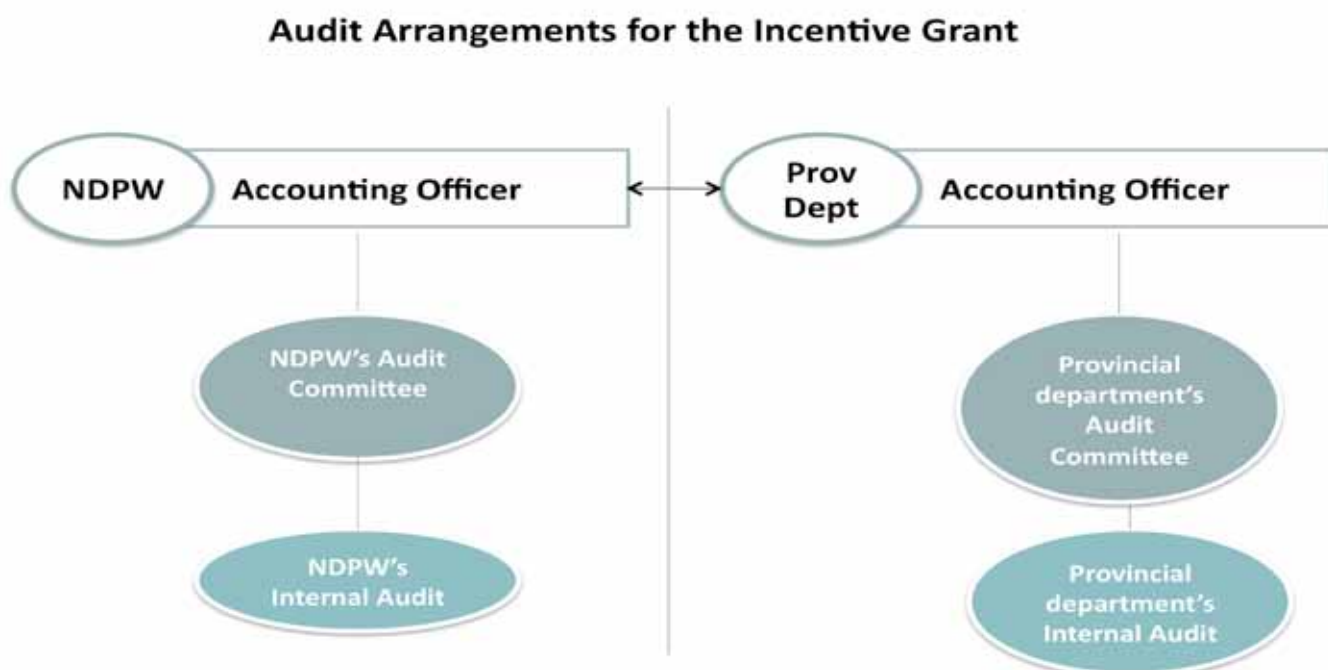 Audit Arrangements for the Incentive Grant
NDPW
Accounting Officer
Prov
Dept
Accounting Officer
NDPW's Audit
Committee
Provincial
department's
Audit
Committee
NDPW's
Internal Audit
Provincial
department's
Internal Audit